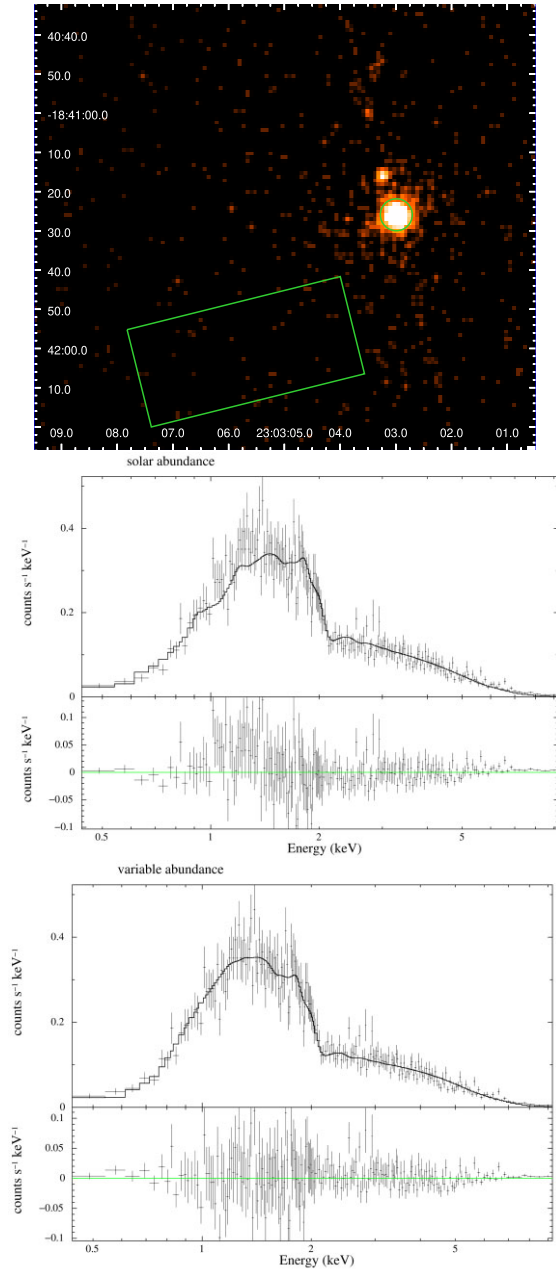 40:40.0
50.0
-18:41:00.0
10.0
20.0
30.0
40.0
50.0
42:00.0
10.0
09.0 08.0 07.0 06.0 23:03:05.0 04.0 03.0 02.0 01.0
solar abundance
counts s⁻¹ keV⁻¹
0.4
0.2
0
counts s⁻¹ keV⁻¹
0.1
0.05
0
−0.05
−0.1
0.5 1 2 5
Energy (keV)
variable abundance
counts s⁻¹ keV⁻¹
0.4
0.2
0
counts s⁻¹ keV⁻¹
0.1
0.05
0
−0.05
−0.1
0.5 1 2 5
Energy (keV)